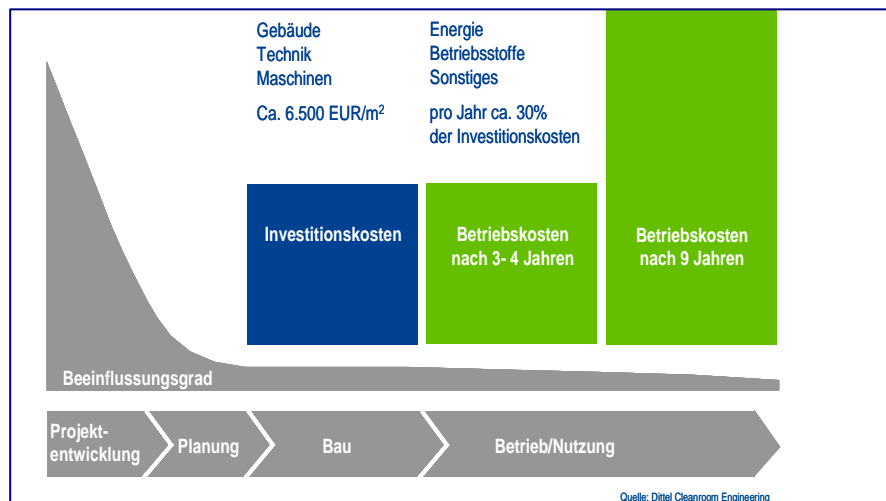 Gebäude
Technik
Maschinen
Ca. 6.500 EUR/m²
Energie
Betriebsstoffe
Sonstiges
pro Jahr ca. 30%
der Investitionskosten
Investitionskosten
Betriebskosten
nach 3- 4 Jahren
Betriebskosten
nach 9 Jahren
Beeinflussungsgrad
Projekt-
entwicklung
Planung
Bau
Betrieb/Nutzung
Quelle: Dittel Cleanroom Engineering